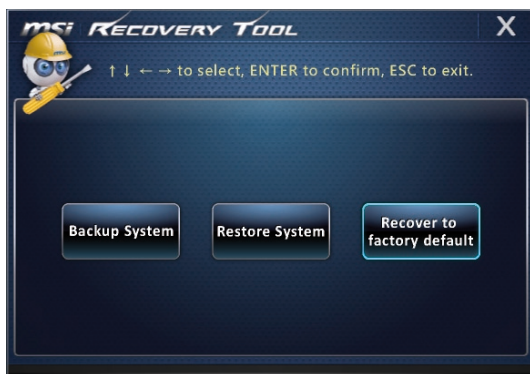 msi RECOVERY TOOL X
↑ ↓ ← → to select, ENTER to confirm, ESC to exit.
Backup System
Restore System
Recover to
factory default